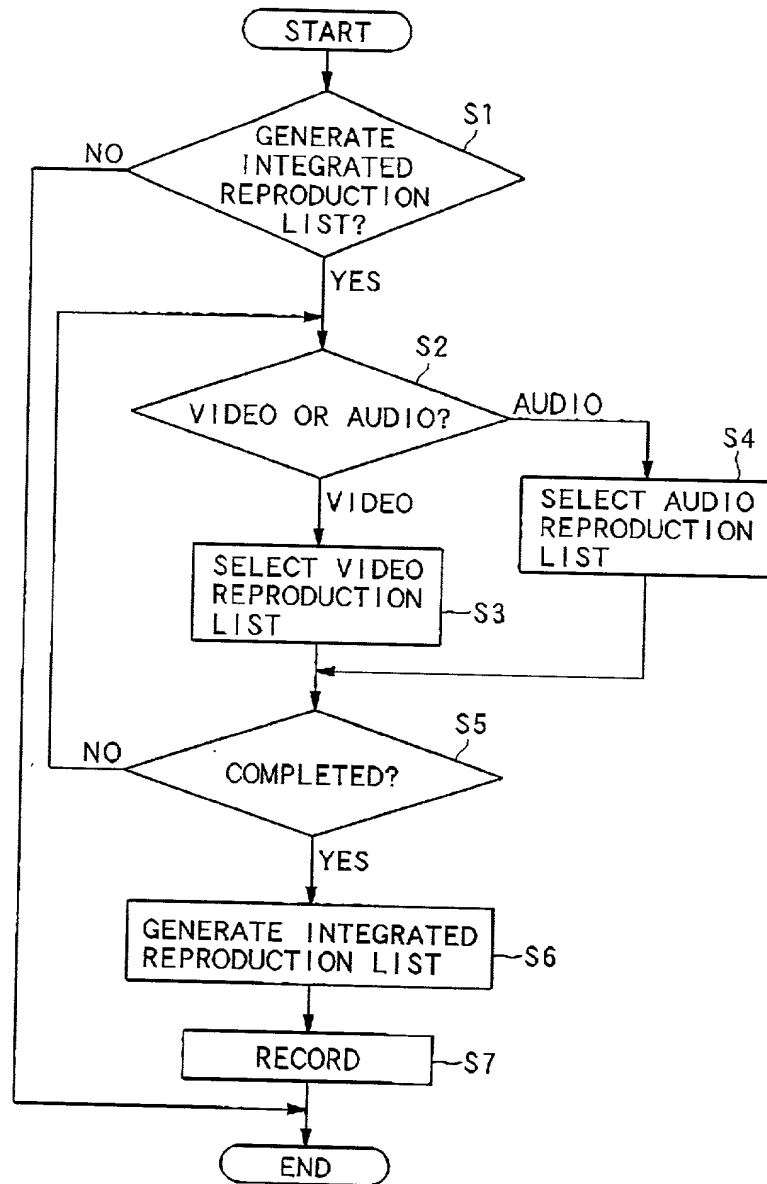 START
S1
GENERATE
INTEGRATED
REPRODUCTION
LIST?
NO
YES
S2
VIDEO OR AUDIO?
AUDIO
S4
SELECT AUDIO
REPRODUCTION
LIST
VIDEO
SELECT VIDEO
REPRODUCTION
LIST
S3
S5
NO
COMPLETED?
YES
GENERATE INTEGRATED
REPRODUCTION LIST
S6
RECORD
S7
END